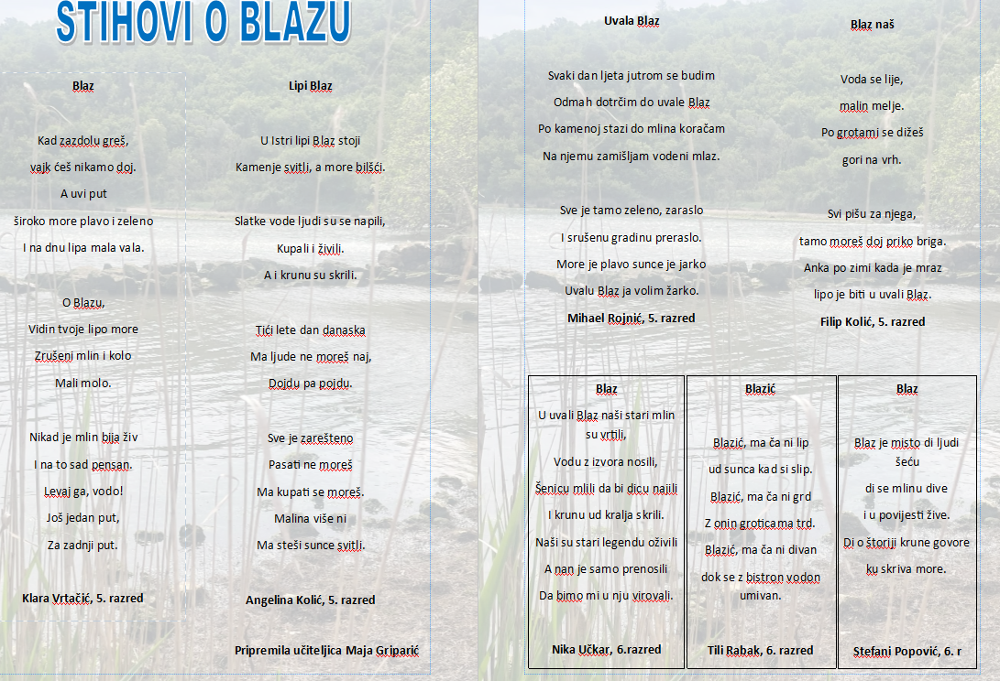 STIHOVI O BLAZU
Blaz
Kad zazdolu greš,
vajk ćeš nikamo doj.
A uvi put
široko more plavo i zeleno
I na dnu lipa mala vala.
O Blazu,
Vidin tvoje lipo more
Zrušeni mlin i kolo
Mali molo.
Nikad je mlin bija živ
I na to sad pensan.
Levaj ga, vodo!
Još jedan put,
Za zadnji put.
Klara Vrtačić, 5. razred
Lipi Blaz
U Istri lipi Blaz stoji
Kamenje svitli, a more bilšći.
Slatke vode ljudi su se napili,
Kupali i živili.
A i krunu su skrili.
Tići lete dan danaska
Ma ljude ne moreš naj,
Dojdu pa pojdu.
Sve je zarešteno
Pasati ne moreš
Ma kupati se moreš.
Malina više ni
Ma steši sunce svitli.
Angelina Kolić, 5. razred
Pripremila učiteljica Maja Griparić
Uvala Blaz
Svaki dan ljeta jutrom se budim
Odmah dotrčim do uvale Blaz
Po kamenoj stazi do mlina koračam
Na njemu zamišljam vodeni mlaz.
Sve je tamo zeleno, zaraslo
I srušenu gradinu preraslo.
More je plavo sunce je jarko
Uvalu Blaz ja volim žarko.
Mihael Rojnić, 5. razred
Blaz naš
Voda se lije,
malin melje.
Po grotami se dižeš
gori na vrh.
Svi pišu za njega,
tamo moreš doj priko briga.
Anka po zimi kada je mraz
lipo je biti u uvali Blaz.
Filip Kolić, 5. razred
Blaz
U uvali Blaz naši stari mlin
su vrtili,
Vodu z izvora nosili,
Šenicu mlili da bi dicu najili
I krunu ud kralja skrili.
Naši su stari legendu oživili
A nan je samo prenosili
Da bimo mi u nju virovali.
Nika Učkar, 6.razred
Blazić
Blazić, ma ča ni lip
ud sunca kad si slip.
Blazić, ma ča ni grd
Z onin groticama trd.
Blazić, ma ča ni divan
dok se z bistron vodon
umivan.
Tili Rabak, 6. razred
Blaz
Blaz je misto di ljudi
šeću
di se mlinu dive
i u povijesti žive.
Di o štoriji krune govore
ku skriva more.
Stefani Popović, 6. r